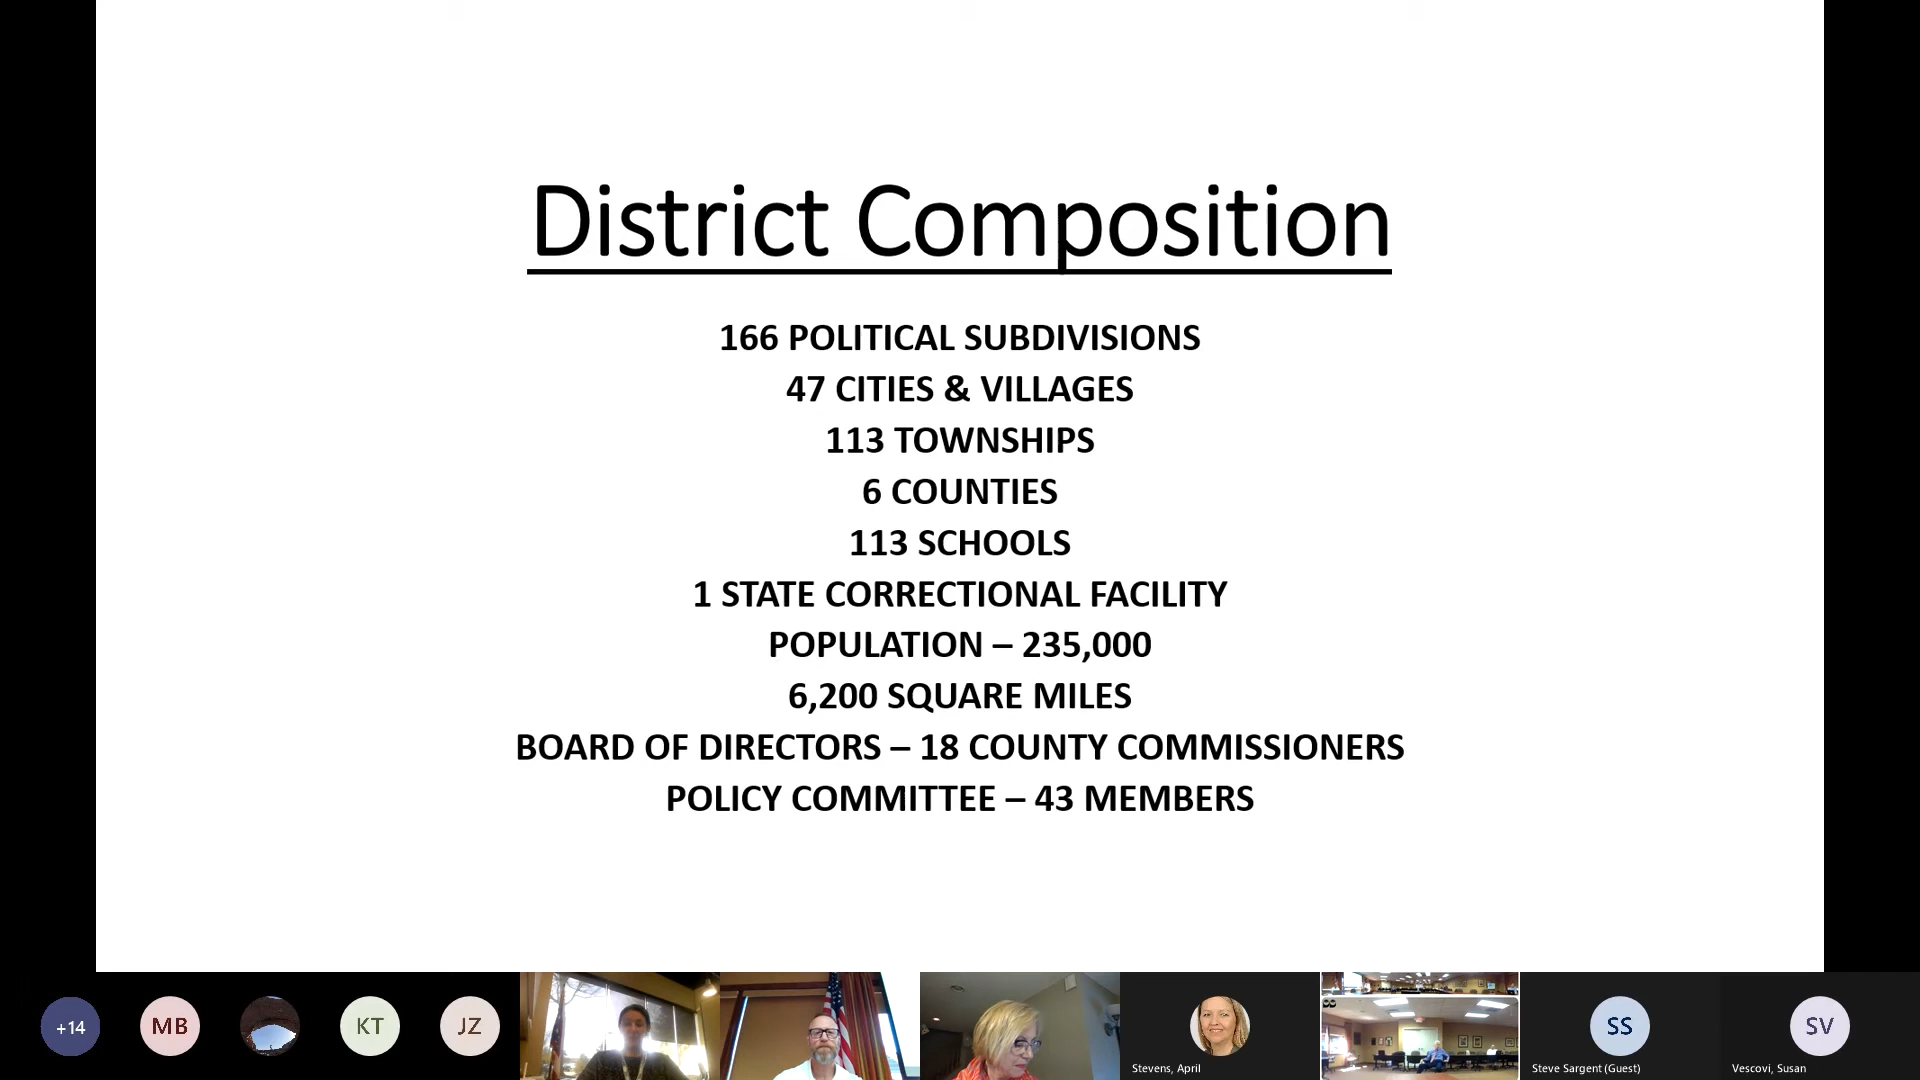 District Composition
166 POLITICAL SUBDIVISIONS
47 CITIES & VILLAGES
113 TOWNSHIPS
6 COUNTIES
113 SCHOOLS
1 STATE CORRECTIONAL FACILITY
POPULATION – 235,000
6,200 SQUARE MILES
BOARD OF DIRECTORS – 18 COUNTY COMMISSIONERS
POLICY COMMITTEE – 43 MEMBERS
+14
MB
KT
JZ
SS
SV
Stevens, April
Steve Sargent (Guest)
Vescovi, Susan